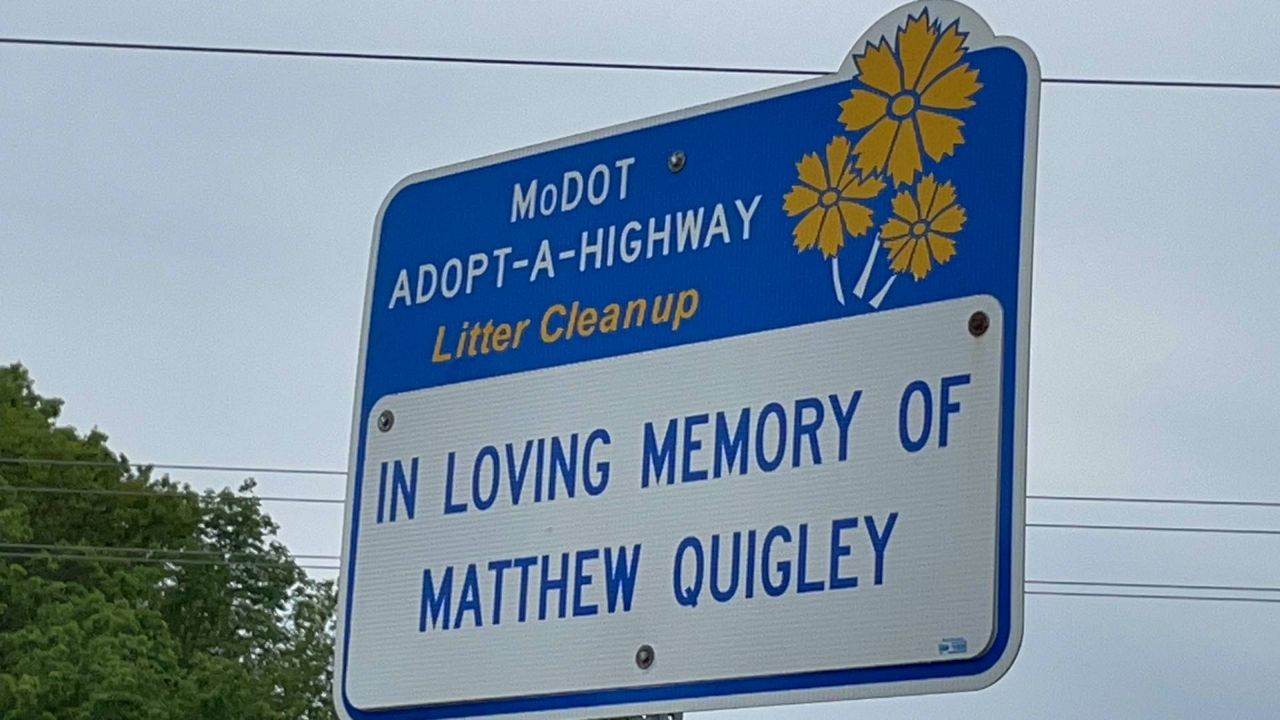 MoDOT
ADOPT-A-HIGHWAY
Litter Cleanup
IN LOVING MEMORY OF
MATTHEW QUIGLEY